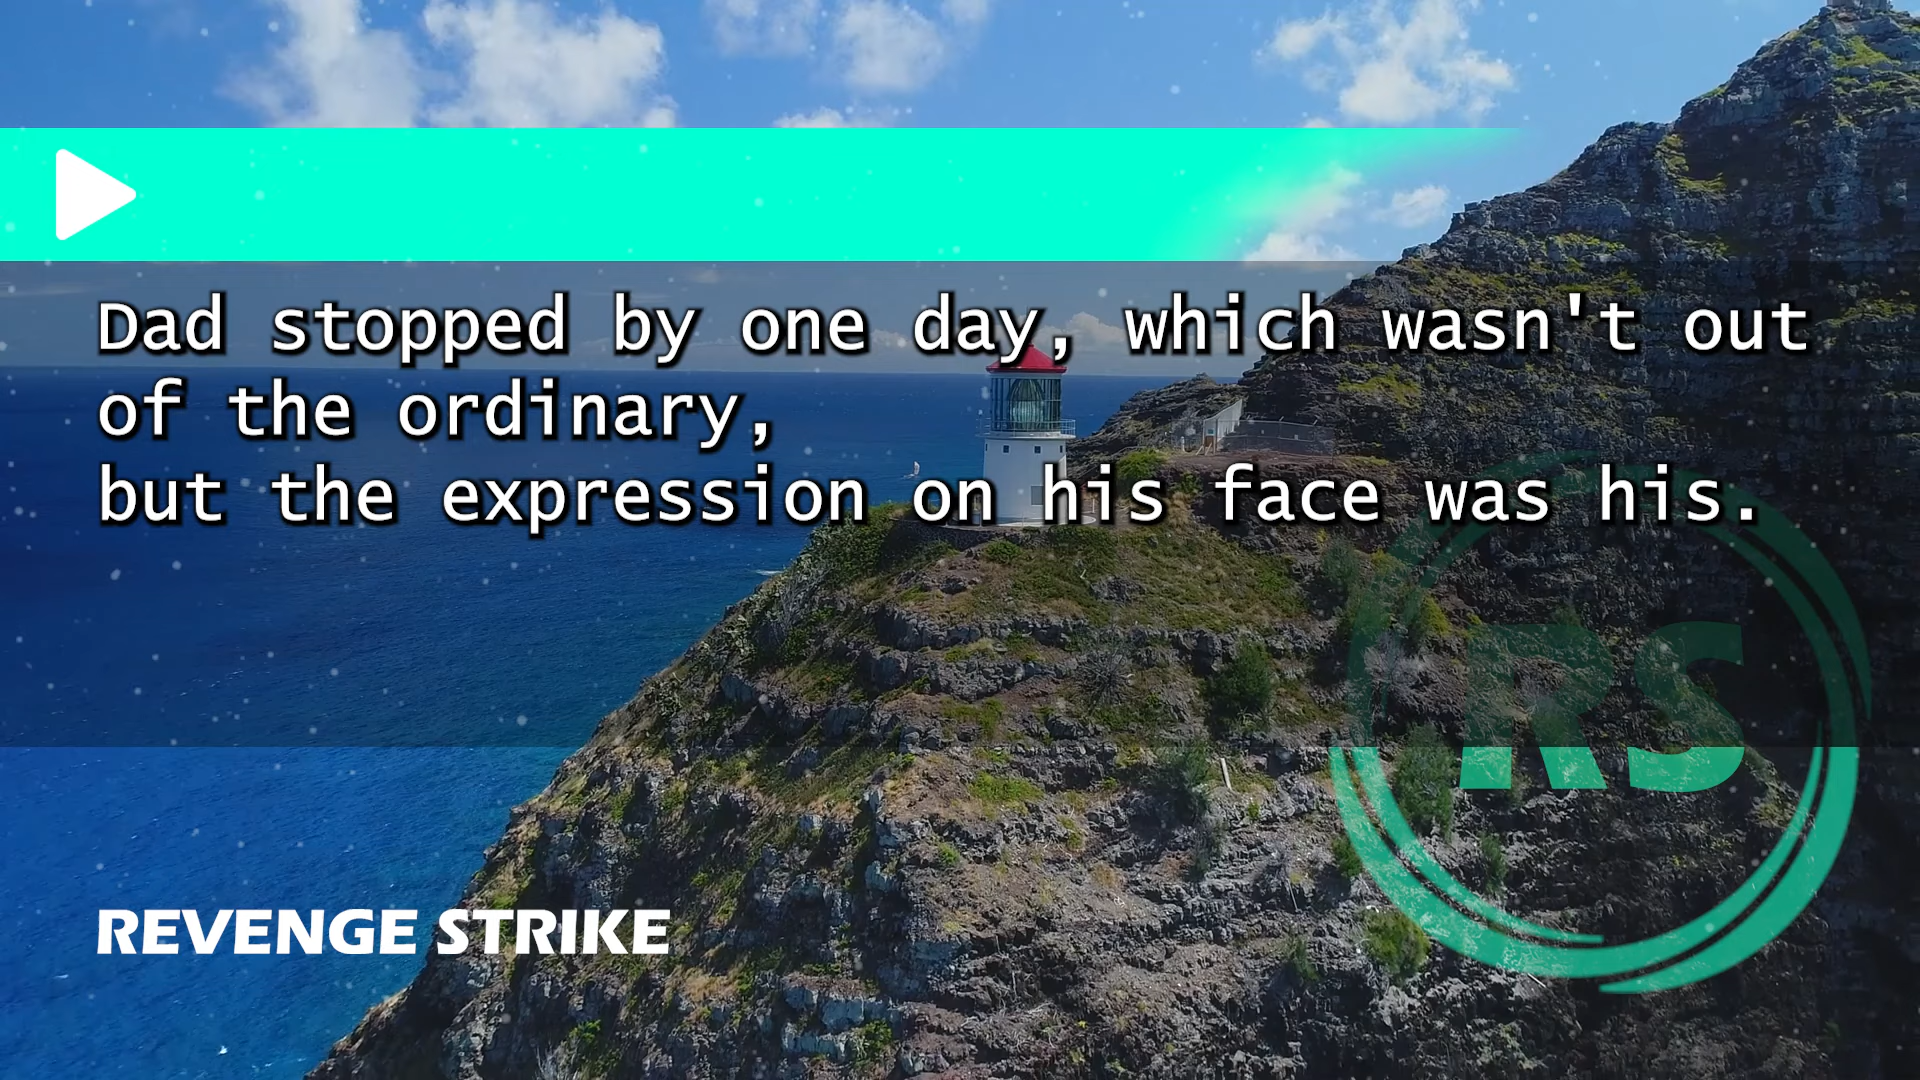 Dad stopped by one day, which wasn't out
of the ordinary,
but the expression on his face was his.
RS
REVENGE STRIKE